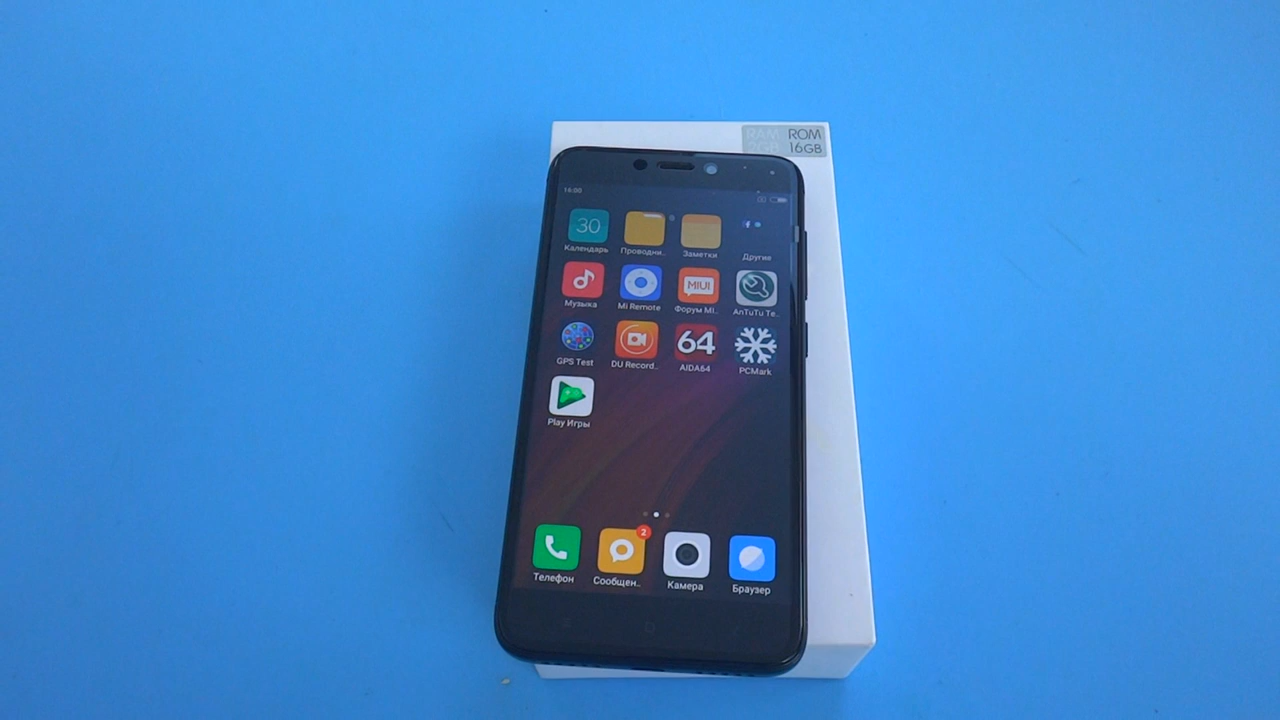 RAM ROM
2GB 16GB
16:00
30
Календарь Проводни.. Заметки Другие
MIUI
Музыка Mi Remote Форум MI.. AnTuTu Te..
64
GPS Test DU Record.. AIDA64 PCMark
Play Игры
2
Телефон Сообщен.. Камера Браузер